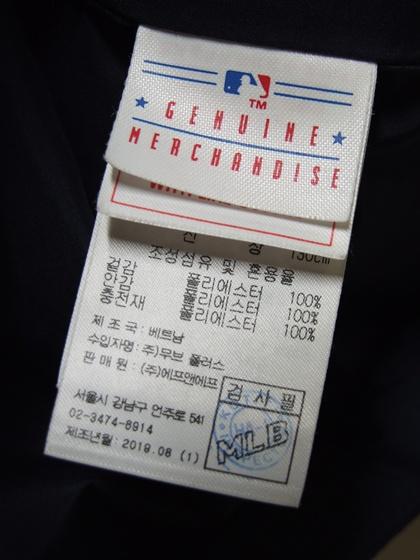 TM
GENUINE
MERCHANDISE
130cm
조성섬유 및 혼용율
겉감 폴리에스터 100%
안감 폴리에스터 100%
충전재 폴리에스터 100%
제 조 국 : 베트남
수입자명 : (주)무브 플러스
판 매 원 : (주)에프앤에프
서울시 강남구 언주로 541
02-3474-8914
제조년월 : 2019.08 (1)
검 사 필
MLB